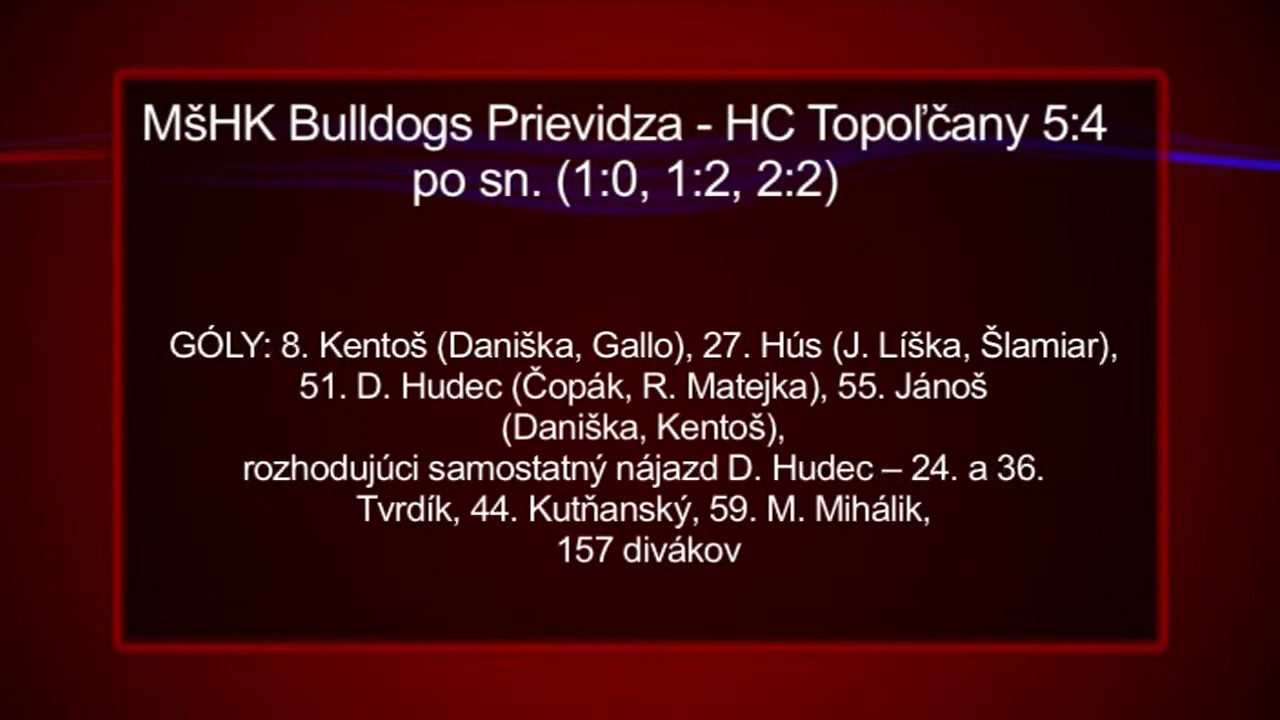 MšHK Bulldogs Prievidza - HC Topoľčany 5:4
po sn. (1:0, 1:2, 2:2)
GÓLY: 8. Kentoš (Daniška, Gallo), 27. Hús (J. Líška, Šlamiar),
51. D. Hudec (Čopák, R. Matejka), 55. Jánoš
(Daniška, Kentoš),
rozhodujúci samostatný nájazd D. Hudec – 24. a 36.
Tvrdík, 44. Kutňanský, 59. M. Mihálik,
157 divákov